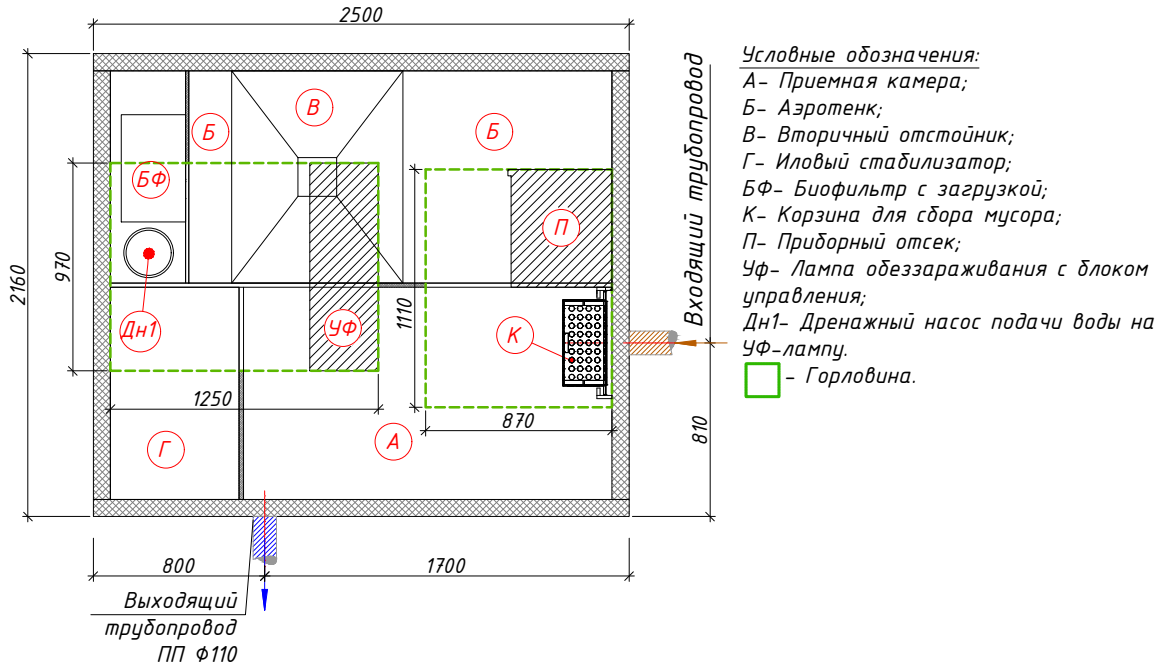 2500
Входящий трубопровод
Условные обозначения:
А- Приемная камера;
Б- Аэротенк;
В- Вторичный отстойник;
Г- Иловый стабилизатор;
БФ- Биофильтр с загрузкой;
К- Корзина для сбора мусора;
П- Приборный отсек;
Уф- Лампа обеззараживания с блоком
управления;
Дн1- Дренажный насос подачи воды на
УФ-лампу.
- Горловина.
В
Б
Б
БФ
П
970
2160
Дн1
УФ
1110
К
1250
870
810
Г
А
800
1700
Выходящий
трубопровод
ПП Ф110